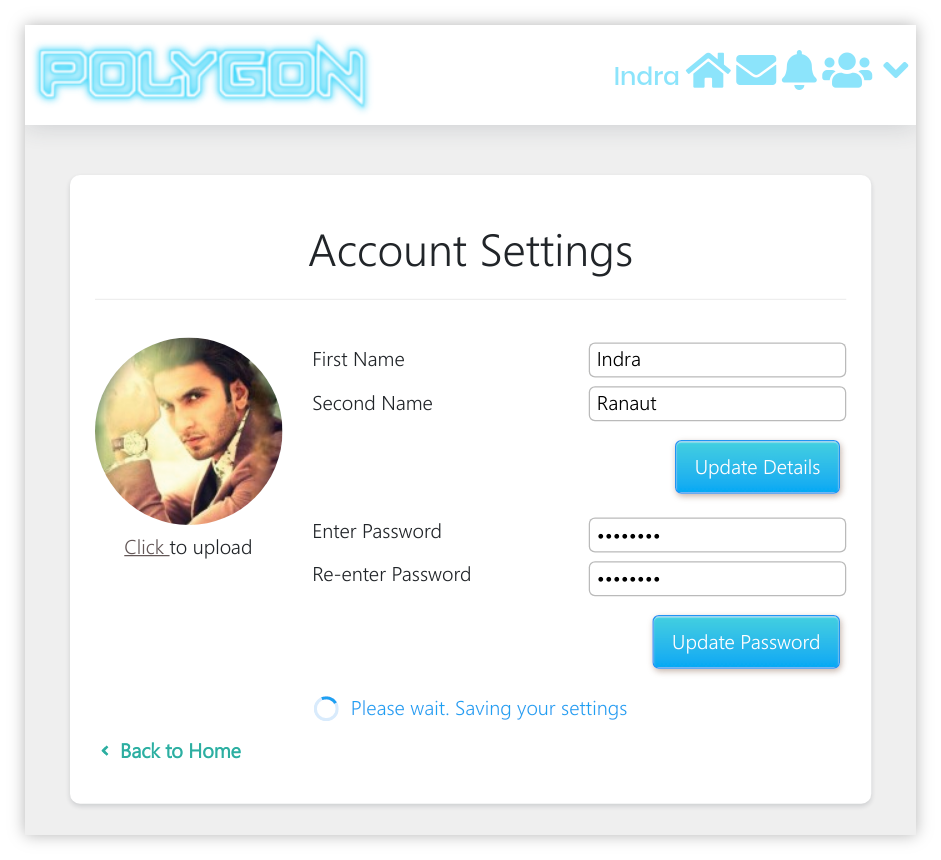 POLYGON
Indra
Account Settings
First Name
Indra
Second Name
Ranaut
Update Details
Click to upload
Enter Password
••••••••
Re-enter Password
••••••••
Update Password
Please wait. Saving your settings
Back to Home